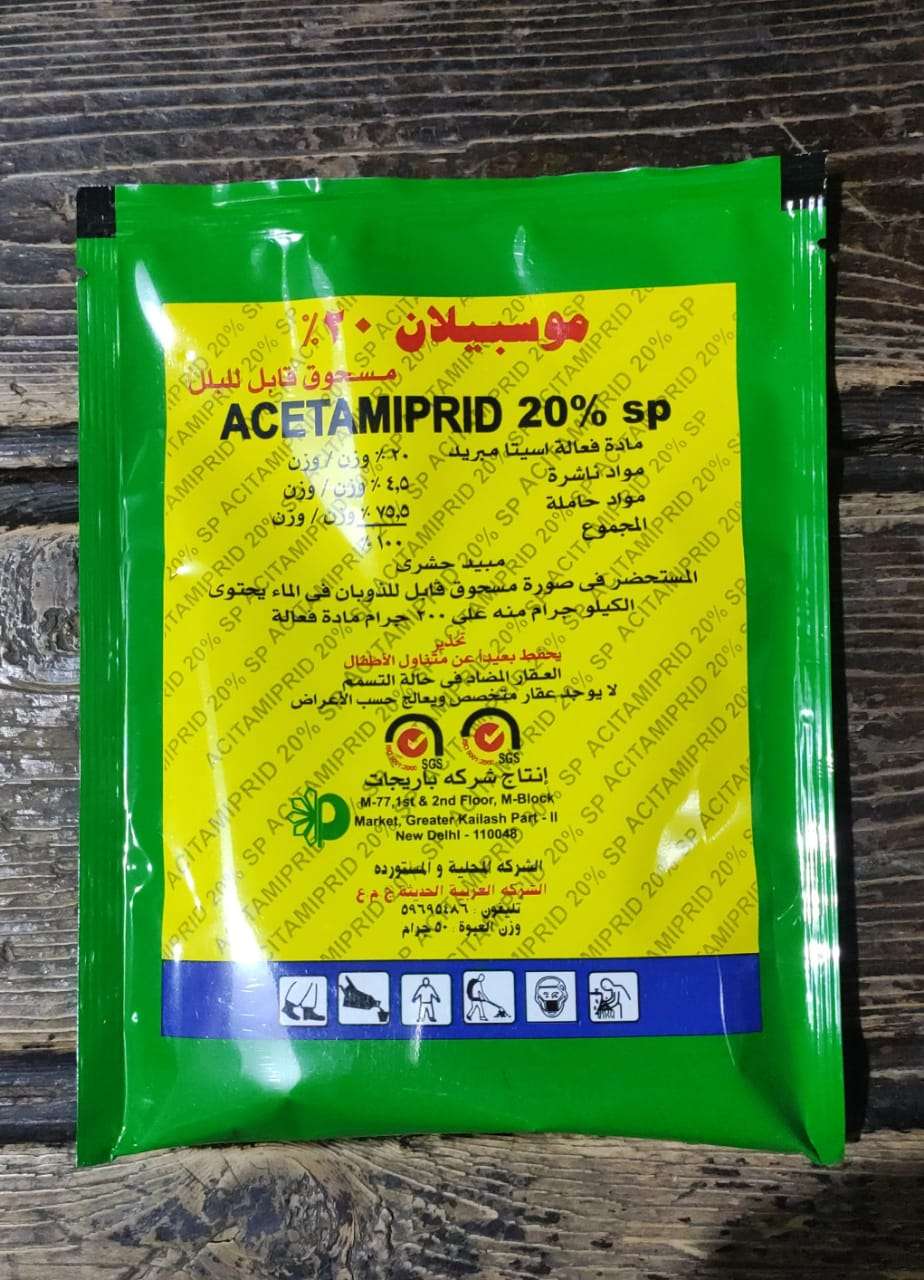 موسبيلان ٢٠٪
مسحوق قابل للبلل
ACETAMIPRID 20% sp
مادة فعالة اسيتا مبريد ٢٠ ٪ وزن / وزن
مواد ناشرة ٤,٥ ٪ وزن / وزن
مواد حاملة ٧٥,٥ ٪ وزن / وزن
المجموع ١٠٠ ٪
مبيد حشرى
المستحضر فى صورة مسحوق قابل للذوبان فى الماء يحتوى
الكيلو جرام منه على ٢٠٠ جرام مادة فعالة
تحذير
يحفظ بعيداً عن متناول الأطفال
العقار المضاد فى حالة التسمم
لا يوجد عقار متخصص ويعالج حسب الأعراض
SGS SGS
إنتاج شركه باريجات
M-77,1st & 2nd Floor, M-Block
Market, Greater Kailash Part - II
New Delhi - 110048
الشركه المحلية و المستورده
الشركه العربية الحديثة ج م ع
تليفون : ٥٩٦٩٥٤٨٦
وزن العبوة : ٥٠ جرام
ACITAMIPRID 20% SP